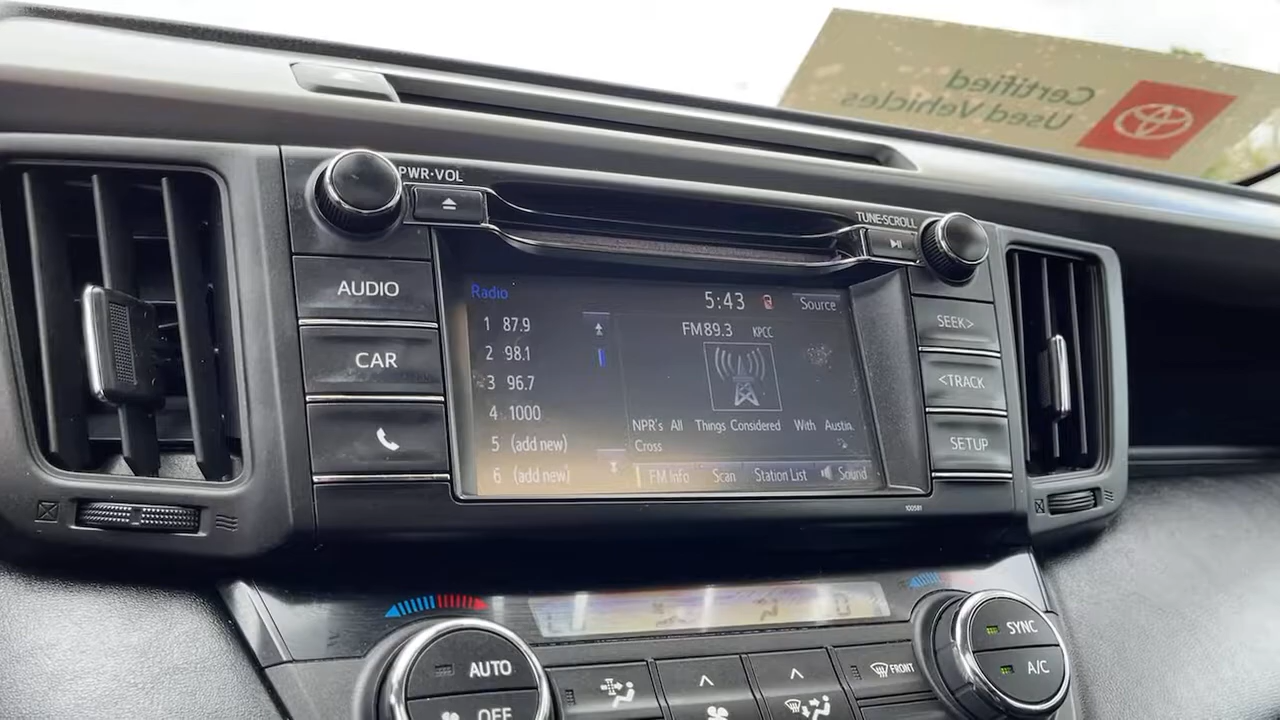 Certified
Used Vehicles
PWR·VOL
TUNE·SCROLL
AUDIO
CAR
SEEK>
<TRACK
SETUP
Radio
5:43
Source
1 87.9
2 98.1
3 96.7
4 1000
5 (add new)
6 (add new)
FM89.3 KPCC
NPR's All Things Considered With Austin
Cross
FM Info Scan Station List Sound
100581
AUTO
OFF
FRONT
SYNC
A/C